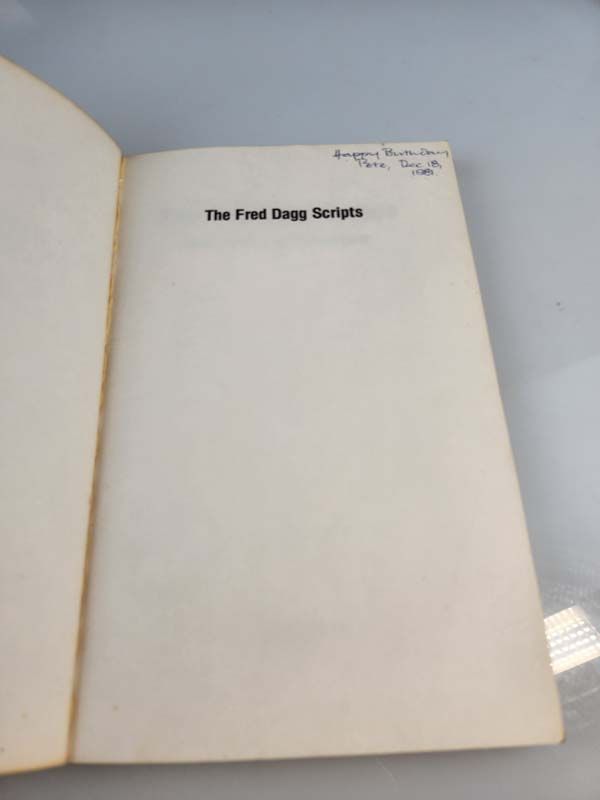 Happy Birthday,
Pete, Dec 18,
1981.
The Fred Dagg Scripts